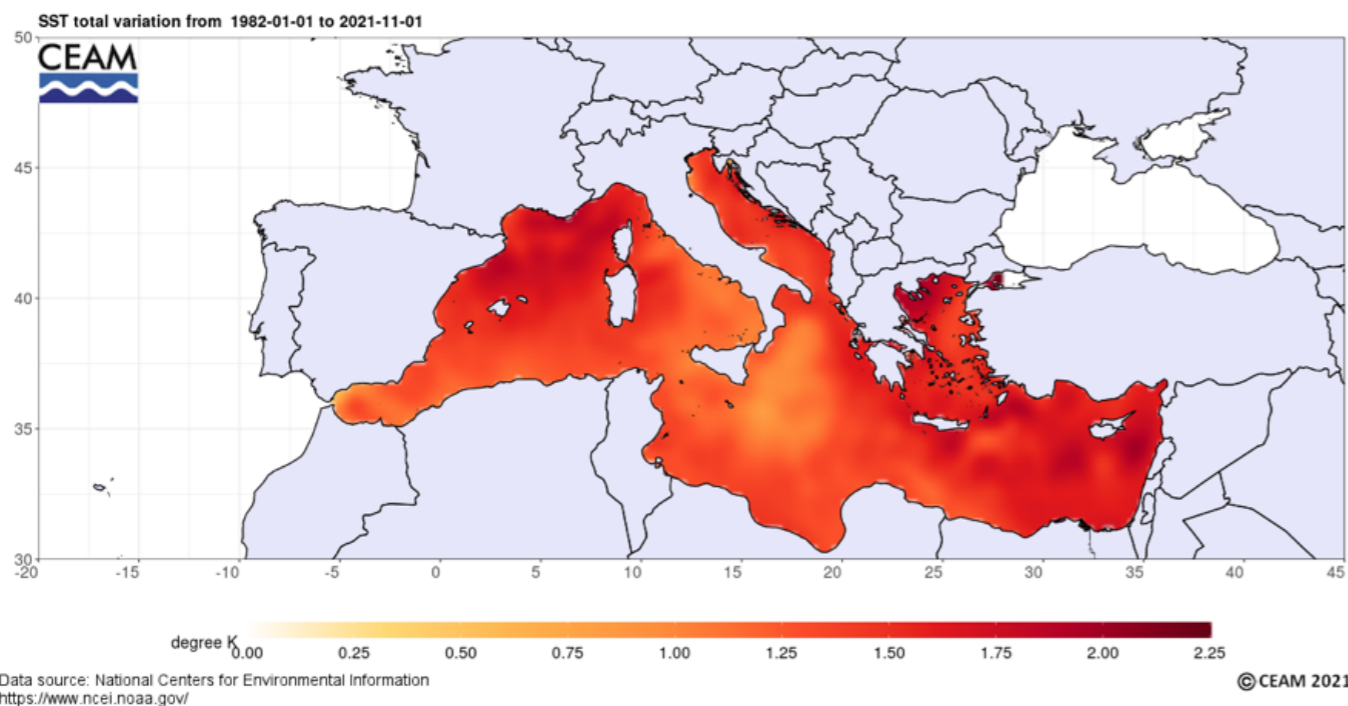 SST total variation from 1982-01-01 to 2021-11-01
CEAM
50
45
40
35
30
-20 -15 -10 -5 0 5 10 15 20 25 30 35 40 45
degree K
0.00 0.25 0.50 0.75 1.00 1.25 1.50 1.75 2.00 2.25
Data source: National Centers for Environmental Information
© CEAM 2021
https://www.ncei.noaa.gov/